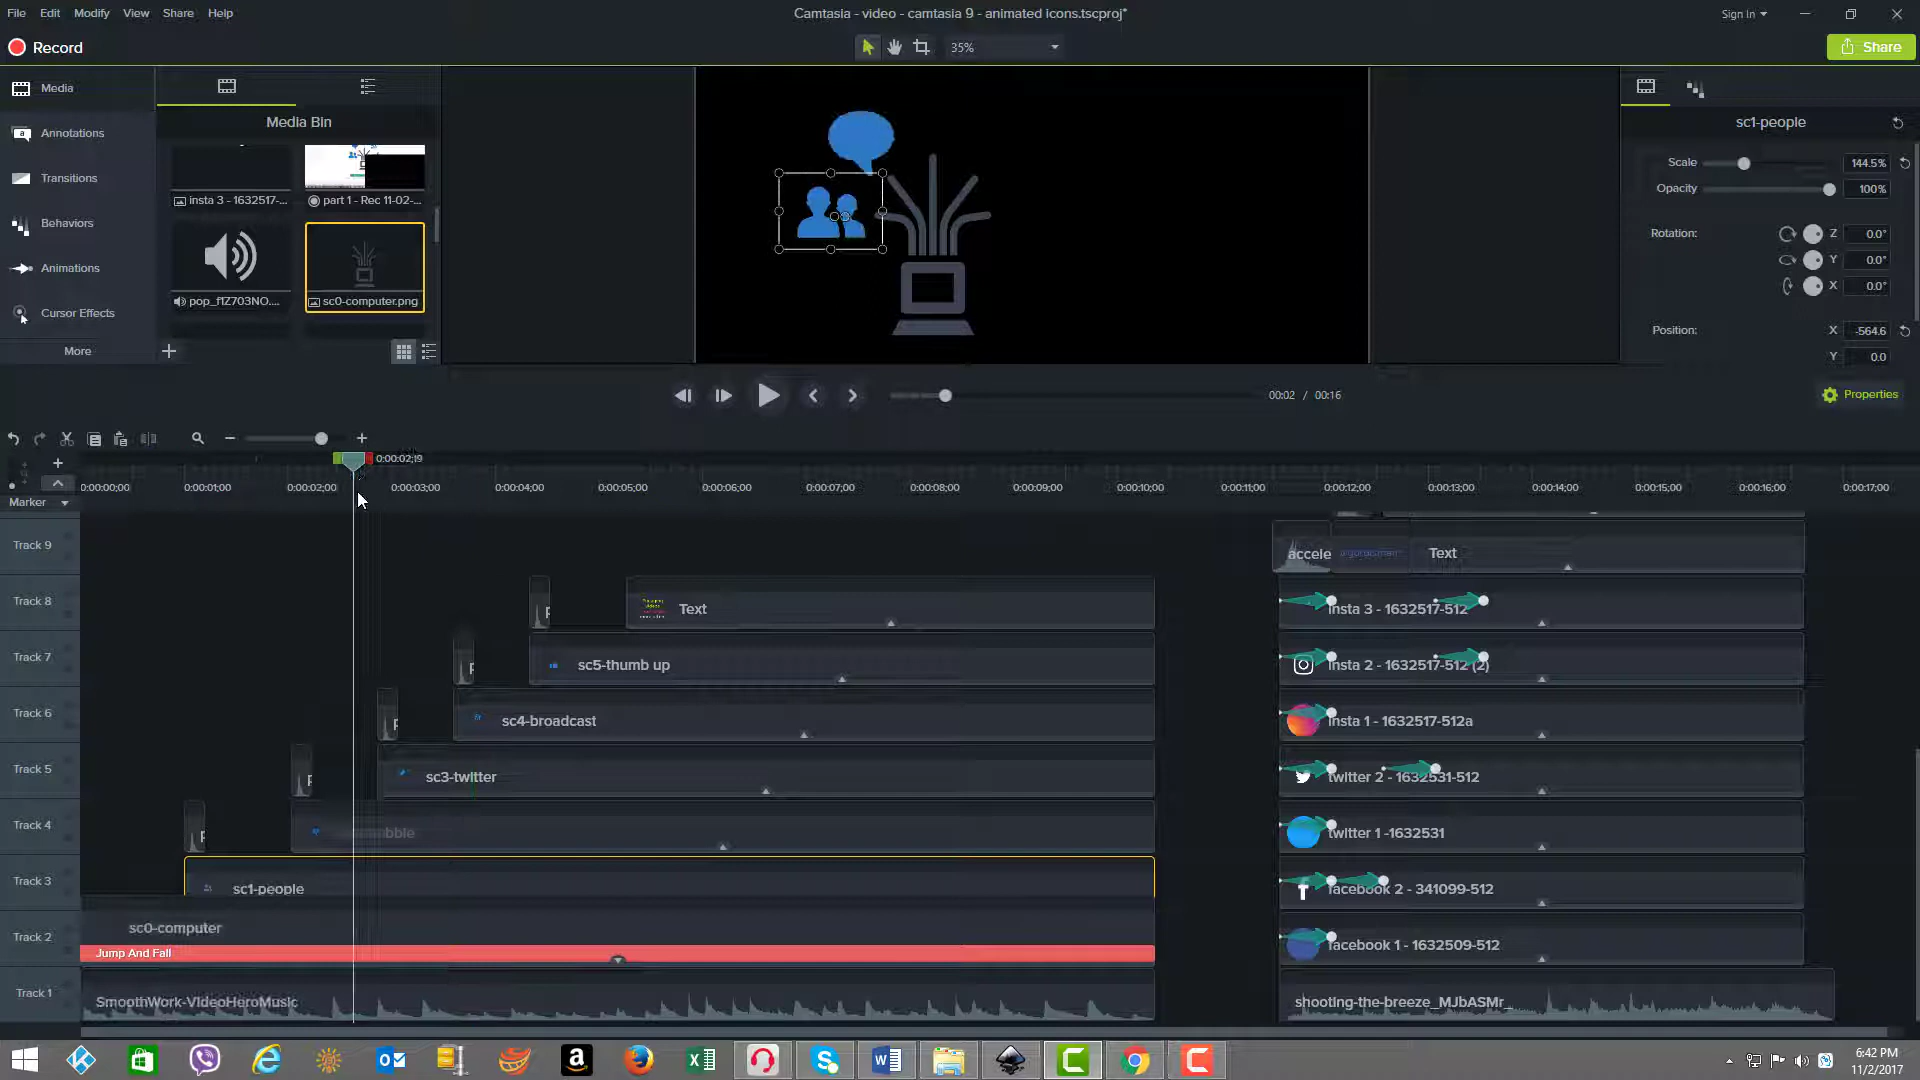 File Edit Modify View Share Help
Camtasia - video - camtasia 9 - animated icons.tscproj*
Sign In
Record
35%
Share
Media
Annotations
Transitions
Behaviors
Animations
Cursor Effects
More
Media Bin
insta 3 - 1632517-...
part 1 - Rec 11-02-...
pop_f1Z703NO....
sc0-computer.png
sc1-people
Scale 144.5%
Opacity 100%
Rotation: Z 0.0°
Y 0.0°
X 0.0°
Position: X -564.6
Y 0.0
Properties
00:02 / 00:16
0:00:02;19
0:00:00;00 0:00:01;00 0:00:02;00 0:00:03;00 0:00:04;00 0:00:05;00 0:00:06;00 0:00:07;00 0:00:08;00 0:00:09;00 0:00:10;00 0:00:11;00 0:00:12;00 0:00:13;00 0:00:14;00 0:00:15;00 0:00:16;00 0:00:17;00
Marker
Track 9 accele Text
Track 8 Text insta 3 - 1632517-512
Track 7 sc5-thumb up insta 2 - 1632517-512 (2)
Track 6 sc4-broadcast insta 1 - 1632517-512a
Track 5 sc3-twitter twitter 2 - 1632531-512
Track 4 bble twitter 1 -1632531
Track 3 sc1-people facebook 2 - 341099-512
Track 2 sc0-computer facebook 1 - 1632509-512
Jump And Fall
Track 1 SmoothWork-VideoHeroMusic shooting-the-breeze_MJbASMr_
6:42 PM
11/2/2017